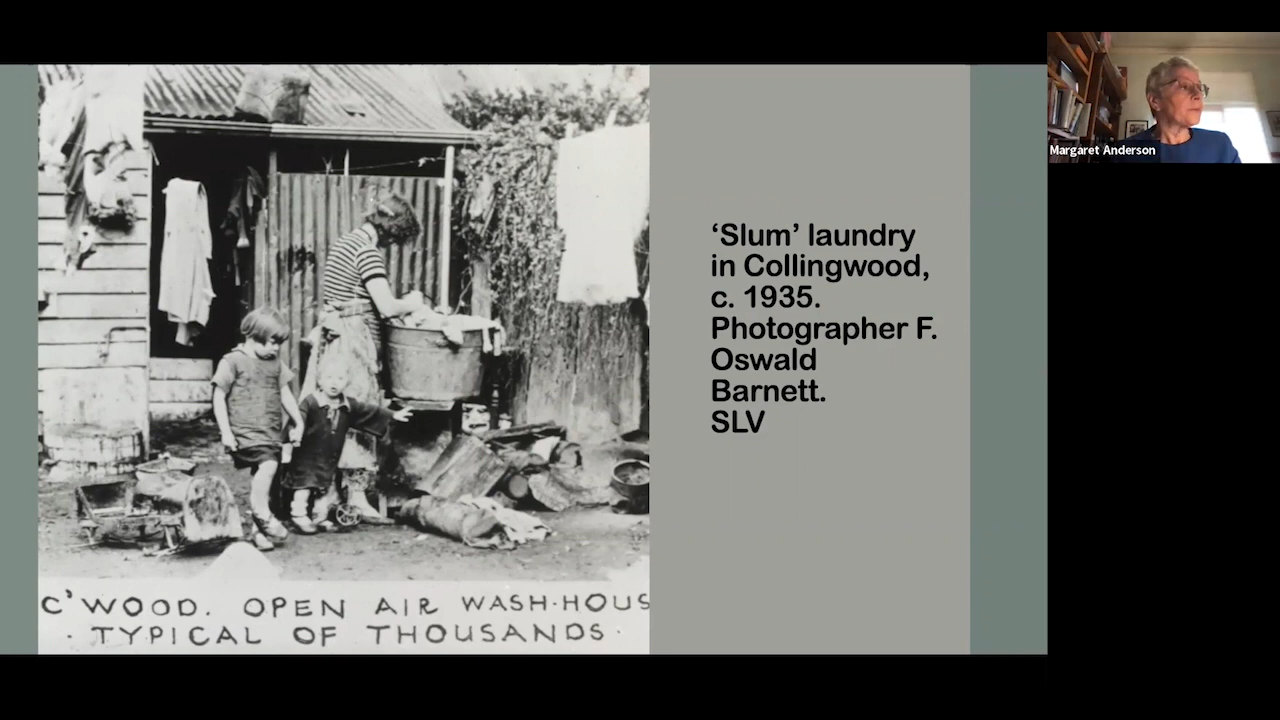 ‘Slum’ laundry
in Collingwood,
c. 1935.
Photographer F.
Oswald
Barnett.
SLV
Margaret Anderson
C'WOOD. OPEN AIR WASH-HOUS
· TYPICAL OF THOUSANDS ·